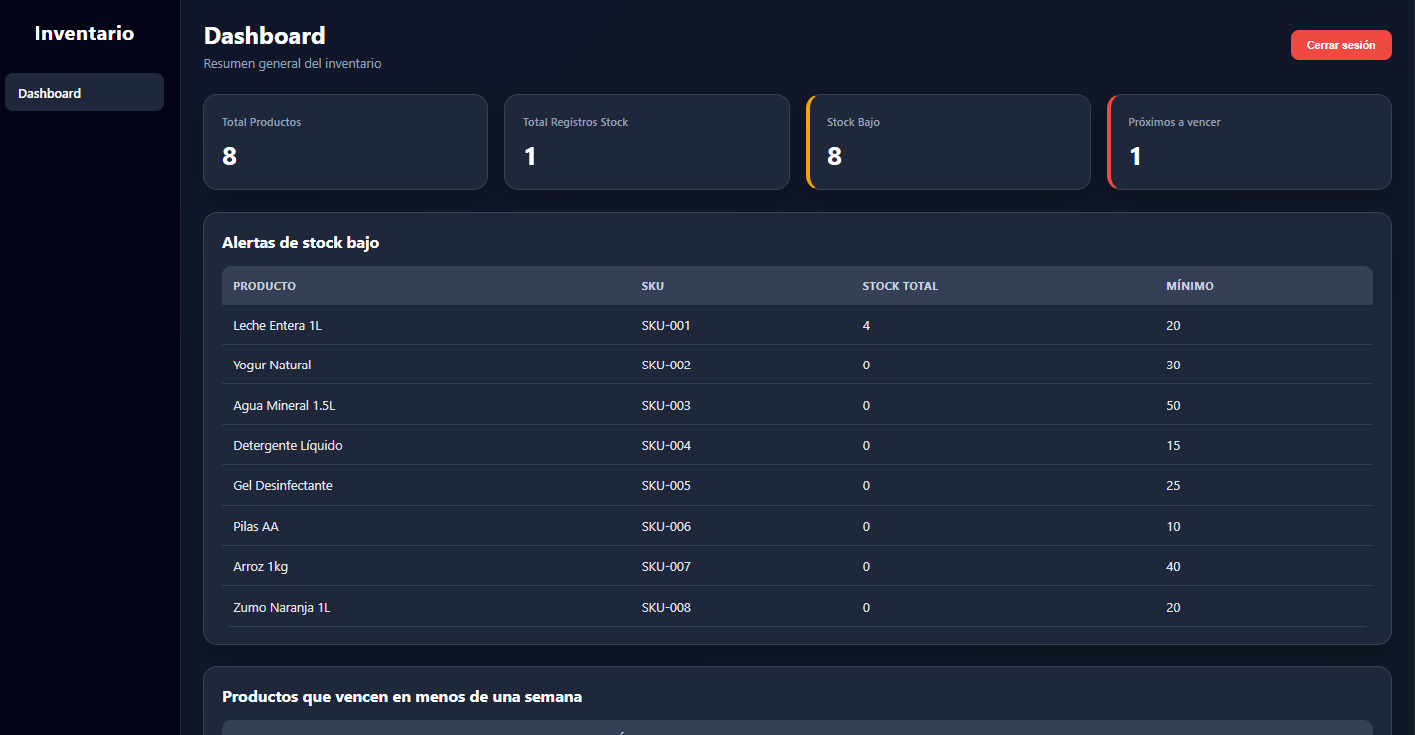 Inventario
Dashboard
Dashboard
Resumen general del inventario
Cerrar sesión
Total Productos
8
Total Registros Stock
1
Stock Bajo
8
Próximos a vencer
1
Alertas de stock bajo
PRODUCTO SKU STOCK TOTAL MÍNIMO
Leche Entera 1L SKU-001 4 20
Yogur Natural SKU-002 0 30
Agua Mineral 1.5L SKU-003 0 50
Detergente Líquido SKU-004 0 15
Gel Desinfectante SKU-005 0 25
Pilas AA SKU-006 0 10
Arroz 1kg SKU-007 0 40
Zumo Naranja 1L SKU-008 0 20
Productos que vencen en menos de una semana